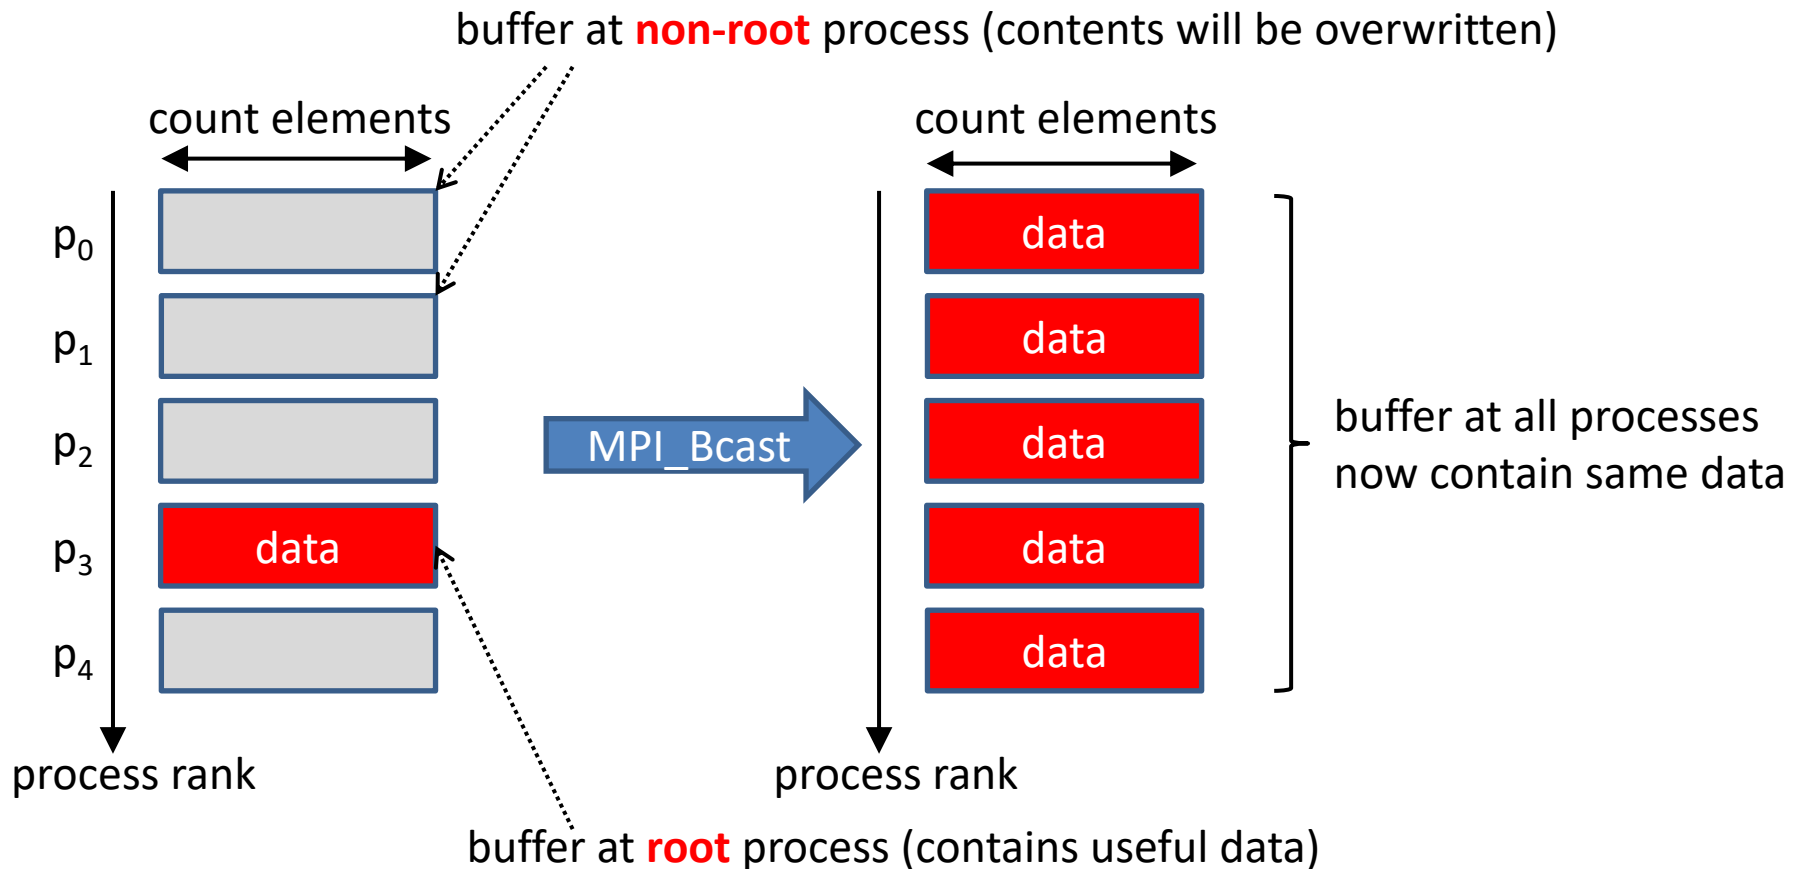 buffer at non-root process (contents will be overwritten)
count elements
count elements
p0
data
p1
data
p2
MPI_Bcast
data
buffer at all processes
now contain same data
p3
data
data
p4
data
process rank
process rank
buffer at root process (contains useful data)